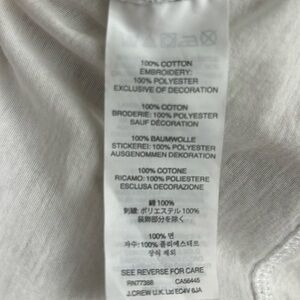 100% COTTON
EMBROIDERY:
100% POLYESTER
EXCLUSIVE OF DECORATION
100% COTON
BRODERIE: 100% POLYESTER
SAUF DÉCORATION
100% BAUMWOLLE
STICKEREI: 100% POLYESTER
AUSGENOMMEN DEKORATION
100% COTONE
RICAMO: 100% POLIESTERE
ESCLUSA DECORAZIONE
綿 100%
刺繍: ポリエステル 100%
装飾部分を除く
100% 면
자수: 100% 폴리에스테르
장식 제외
SEE REVERSE FOR CARE
RN77388 CA56445
J.CREW U.K. Ltd EC4V 6JA